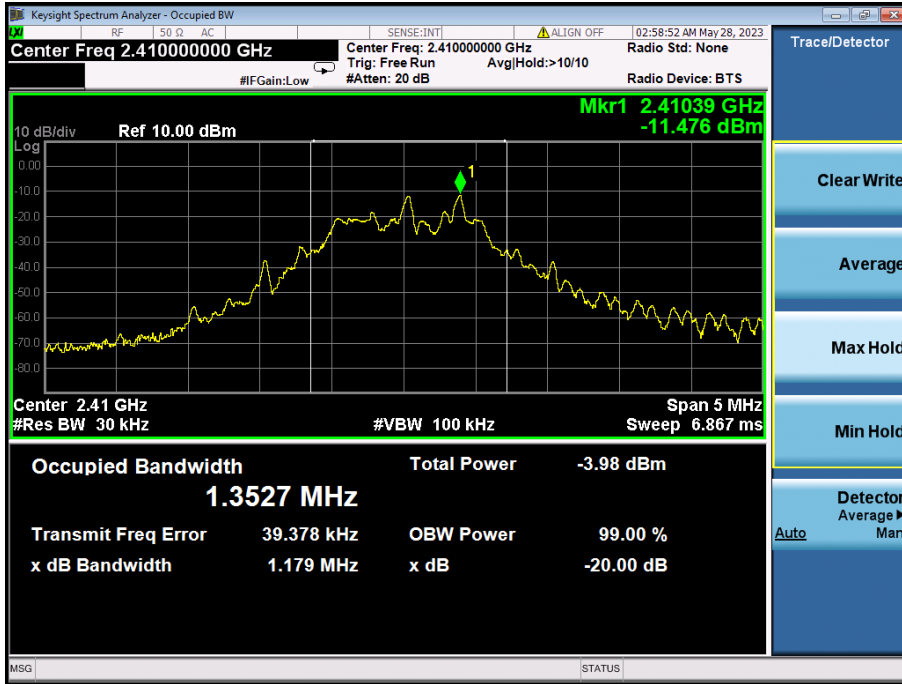 Keysight Spectrum Analyzer - Occupied BW
LXI RF 50 Ω AC SENSE:INT ALIGN OFF 02:58:52 AM May 28, 2023
Center Freq 2.410000000 GHz
Center Freq: 2.410000000 GHz
Radio Std: None
Trig: Free Run Avg|Hold:>10/10
#IFGain:Low #Atten: 20 dB
Radio Device: BTS
Mkr1 2.41039 GHz
-11.476 dBm
10 dB/div Ref 10.00 dBm
Log
0.00
-10.0
-20.0
-30.0
-40.0
-50.0
-60.0
-70.0
-80.0
1
Center 2.41 GHz Span 5 MHz
#Res BW 30 kHz #VBW 100 kHz Sweep 6.867 ms
Occupied Bandwidth Total Power -3.98 dBm
1.3527 MHz
Transmit Freq Error 39.378 kHz OBW Power 99.00 %
x dB Bandwidth 1.179 MHz x dB -20.00 dB
MSG STATUS
Trace/Detector
Clear Write
Average
Max Hold
Min Hold
Detector
Average
Auto Man